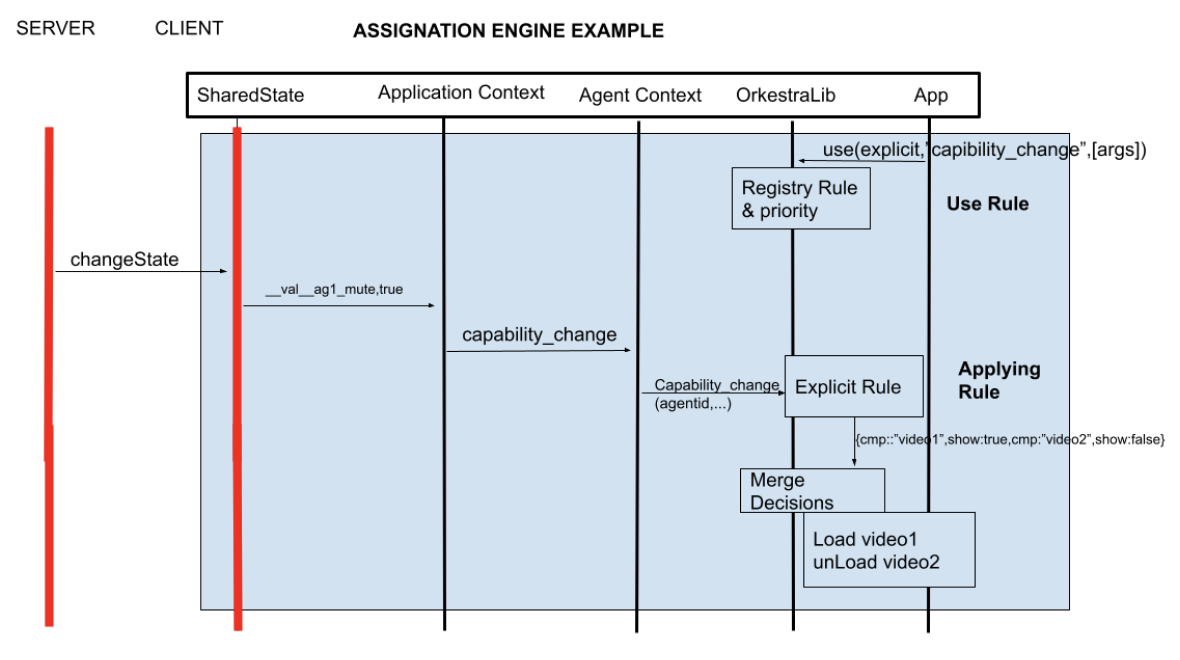 SERVER
CLIENT
ASSIGNATION ENGINE EXAMPLE
SharedState
Application Context
Agent Context
OrkestraLib
App
use(explicit,"capibility_change",[args])
Registry Rule
& priority
Use Rule
changeState
__val__ag1_mute,true
capability_change
Capability_change
(agentid,...)
Explicit Rule
Applying
Rule
{cmp::"video1",show:true,cmp:"video2",show:false}
Merge
Decisions
Load video1
unLoad video2